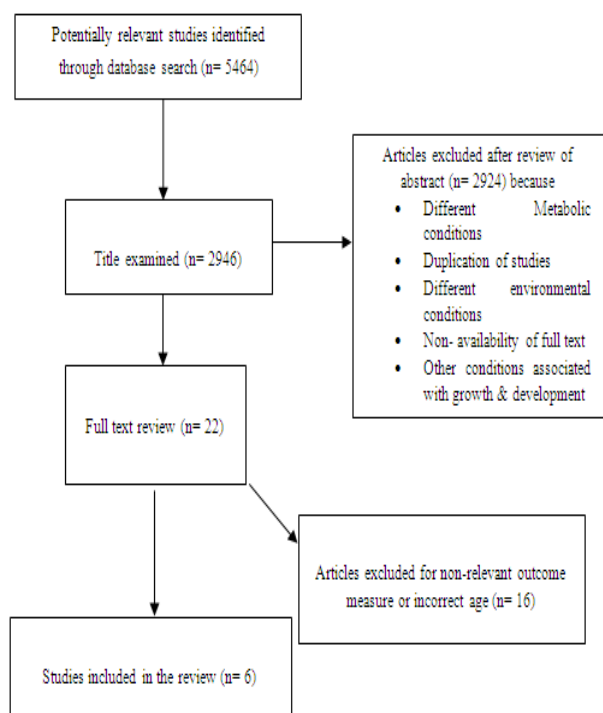 Potentially relevant studies identified
through database search (n= 5464)
Articles excluded after review of
abstract (n= 2924) because
• Different Metabolic
conditions
• Duplication of studies
• Different environmental
conditions
• Non- availability of full text
• Other conditions associated
with growth & development
Title examined (n= 2946)
Full text review (n= 22)
Articles excluded for non-relevant outcome
measure or incorrect age (n= 16)
Studies included in the review (n= 6)